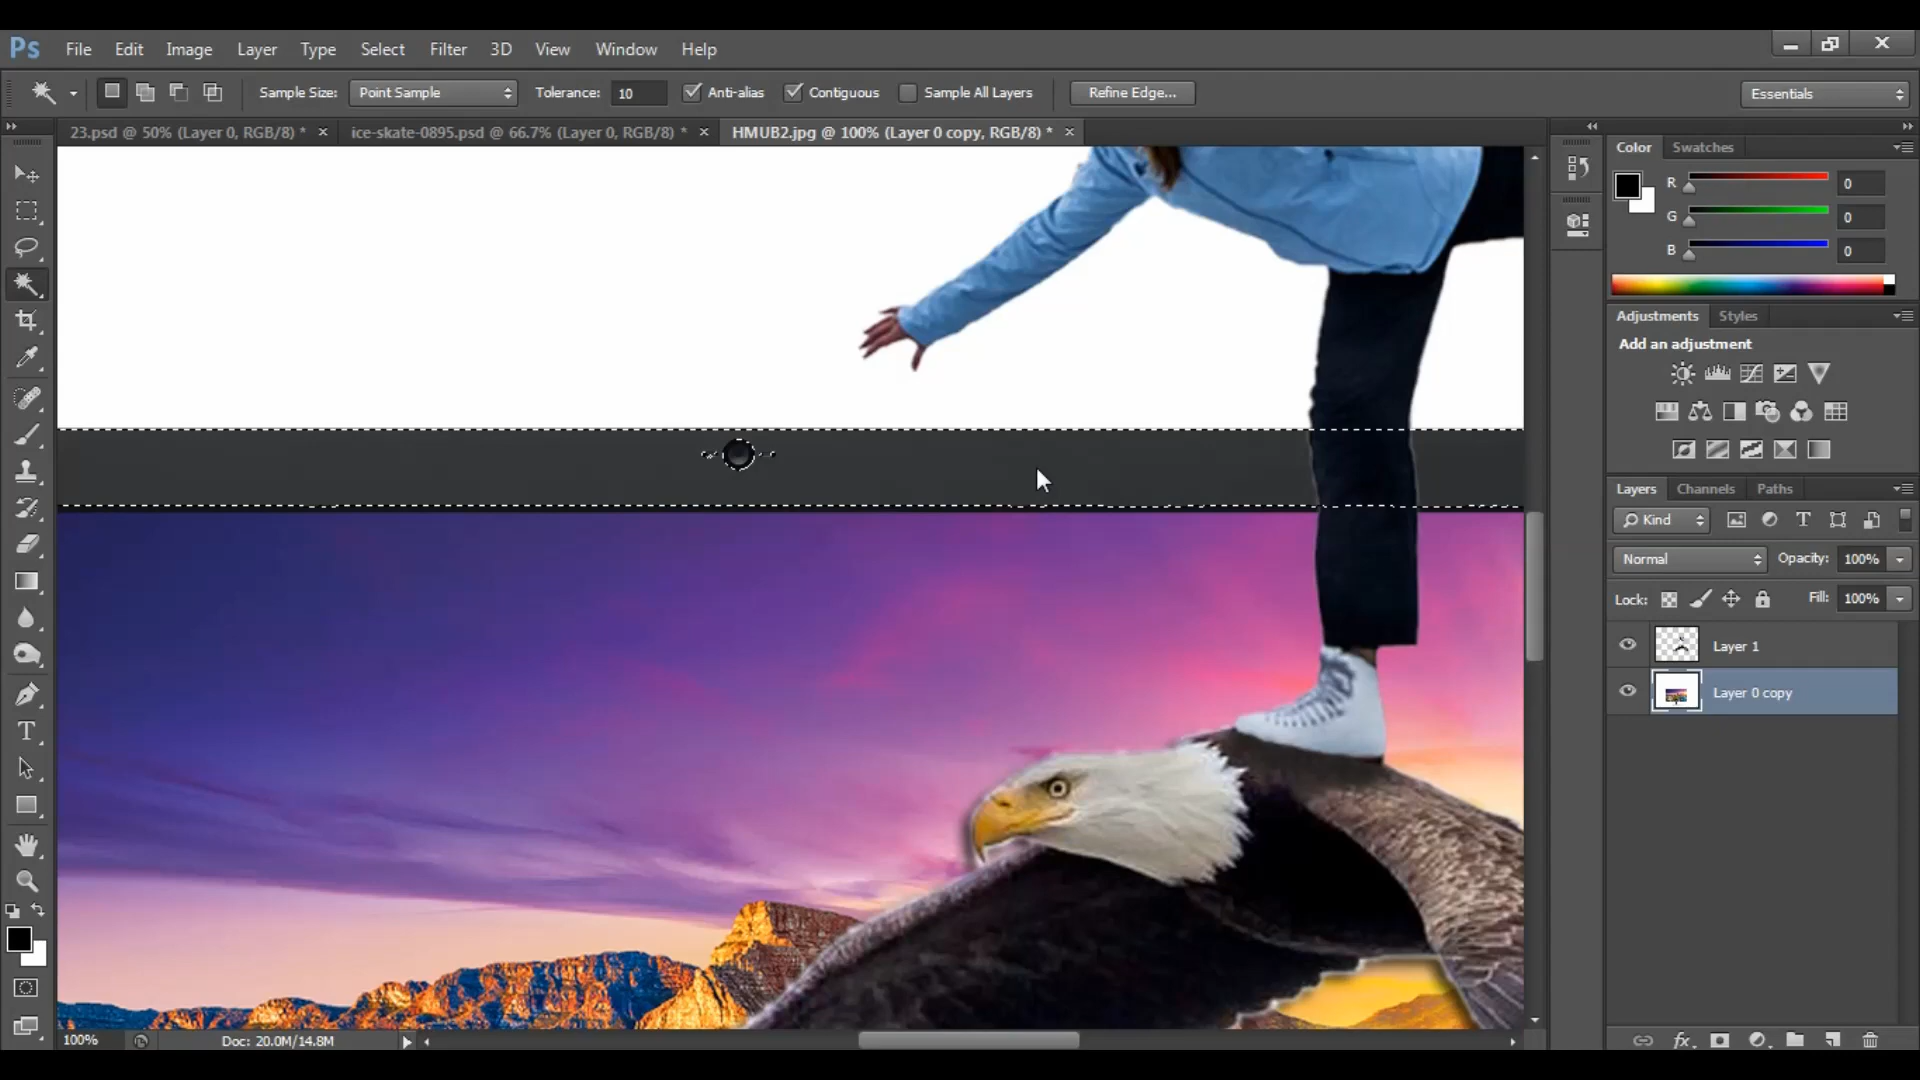 Ps File Edit Image Layer Type Select Filter 3D View Window Help
Sample Size: Point Sample Tolerance: 10 Anti-alias Contiguous Sample All Layers Refine Edge... Essentials
23.psd @ 50% (Layer 0, RGB/8) * × ice-skate-0895.psd @ 66.7% (Layer 0, RGB/8) * × HMUB2.jpg @ 100% (Layer 0 copy, RGB/8) * ×
Color Swatches
R 0
G 0
B 0
Adjustments Styles
Add an adjustment
Layers Channels Paths
Kind T
Normal Opacity: 100%
Lock: Fill: 100%
Layer 1
Layer 0 copy
T
100% Doc: 20.0M/14.8M
fx